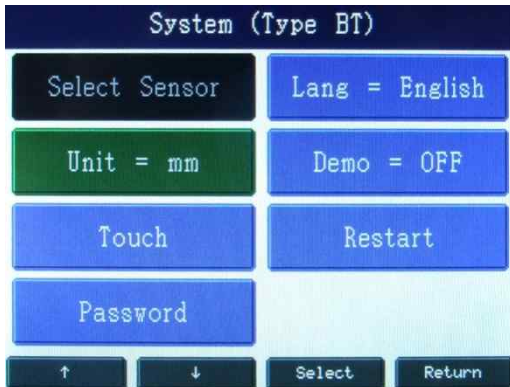 System (Type BT)
Select Sensor
Lang = English
Unit = mm
Demo = OFF
Touch
Restart
Password
↑ ↓ Select Return